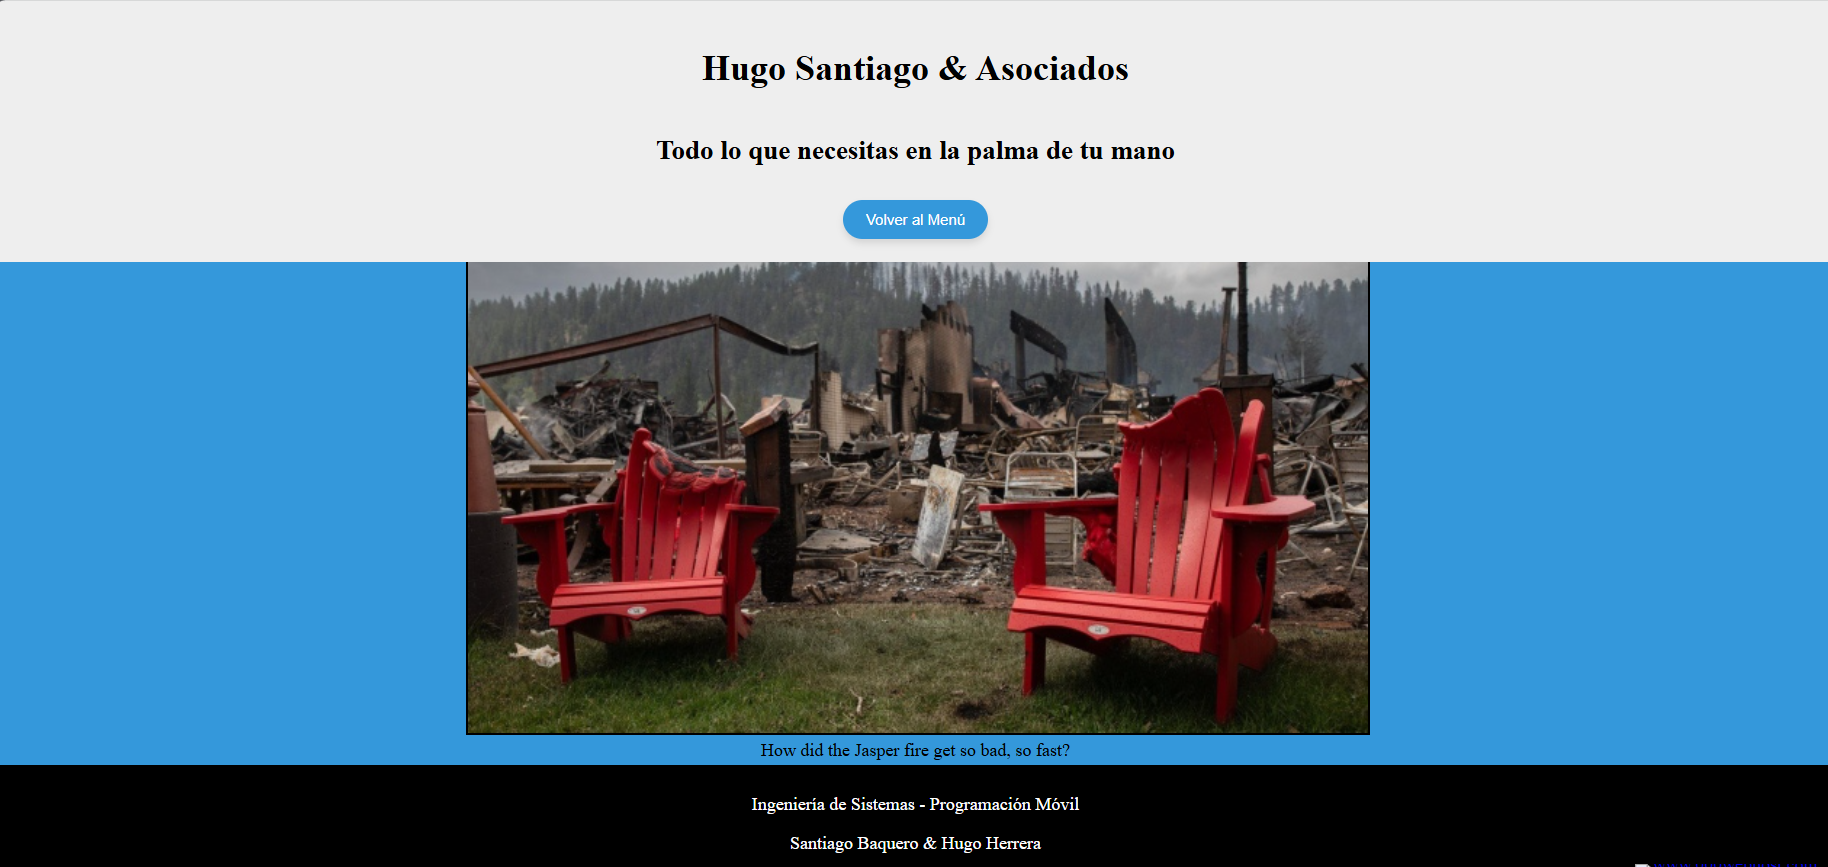 Hugo Santiago & Asociados
Todo lo que necesitas en la palma de tu mano
Volver al Menú
How did the Jasper fire get so bad, so fast?
Ingeniería de Sistemas - Programación Móvil
Santiago Baquero & Hugo Herrera